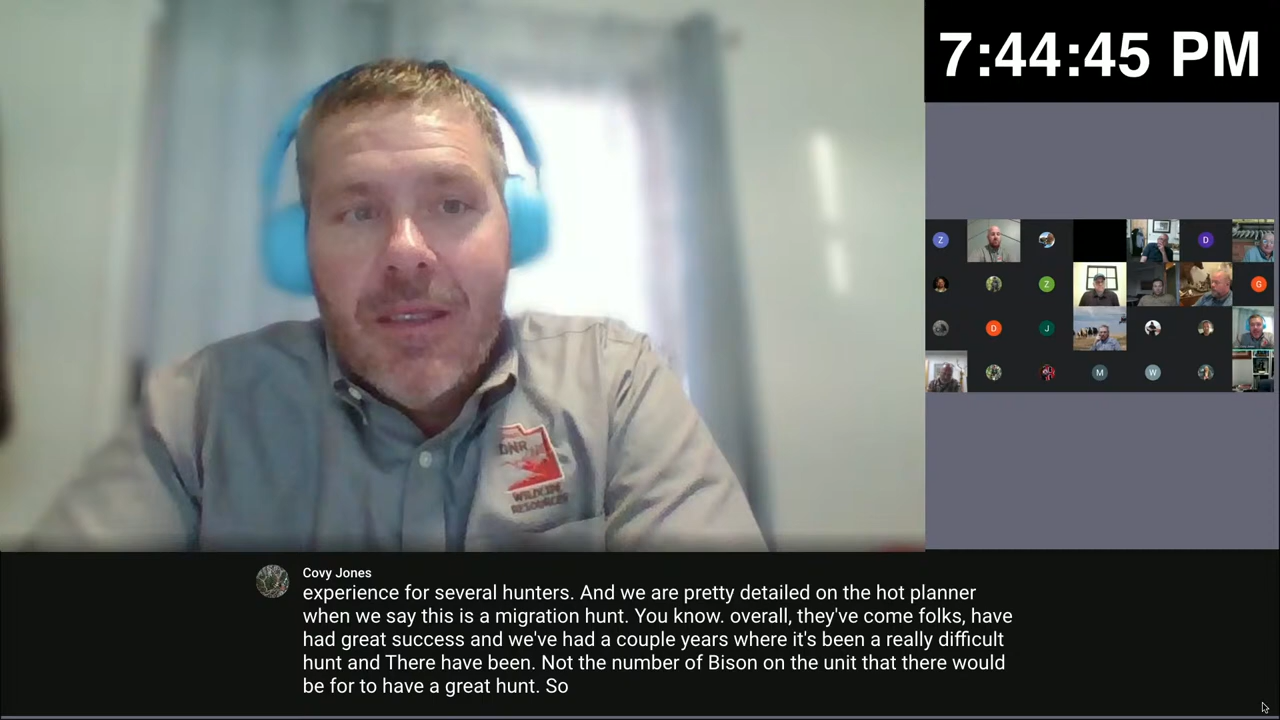 7:44:45 PM
DNR
WILDLIFE
RESOURCES
Z
D
Z
G
D
J
M
W
Covy Jones
experience for several hunters. And we are pretty detailed on the hot planner
when we say this is a migration hunt. You know. overall, they've come folks, have
had great success and we've had a couple years where it's been a really difficult
hunt and There have been. Not the number of Bison on the unit that there would
be for to have a great hunt. So